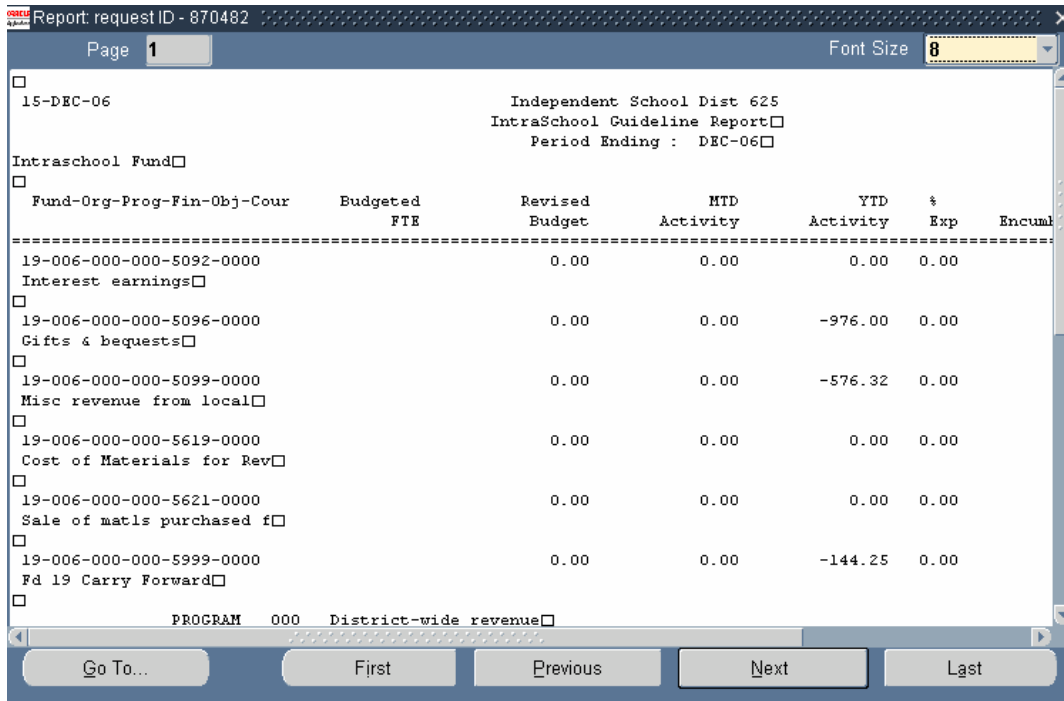 ORACLE
Report: request ID - 870482
Page 1 Font Size 8
15-DEC-06 Independent School Dist 625
IntraSchool Guideline Report□
Period Ending : DEC-06□
Intraschool Fund□
Fund-Org-Prog-Fin-Obj-Cour Budgeted Revised MTD YTD %
FTE Budget Activity Activity Exp Encumb
================================================================================
19-006-000-000-5092-0000 0.00 0.00 0.00 0.00
Interest earnings□
19-006-000-000-5096-0000 0.00 0.00 -976.00 0.00
Gifts & bequests□
19-006-000-000-5099-0000 0.00 0.00 -576.32 0.00
Misc revenue from local□
19-006-000-000-5619-0000 0.00 0.00 0.00 0.00
Cost of Materials for Rev□
19-006-000-000-5621-0000 0.00 0.00 0.00 0.00
Sale of matls purchased f□
19-006-000-000-5999-0000 0.00 0.00 -144.25 0.00
Fd 19 Carry Forward□
PROGRAM 000 District-wide revenue□
Go To... First Previous Next Last